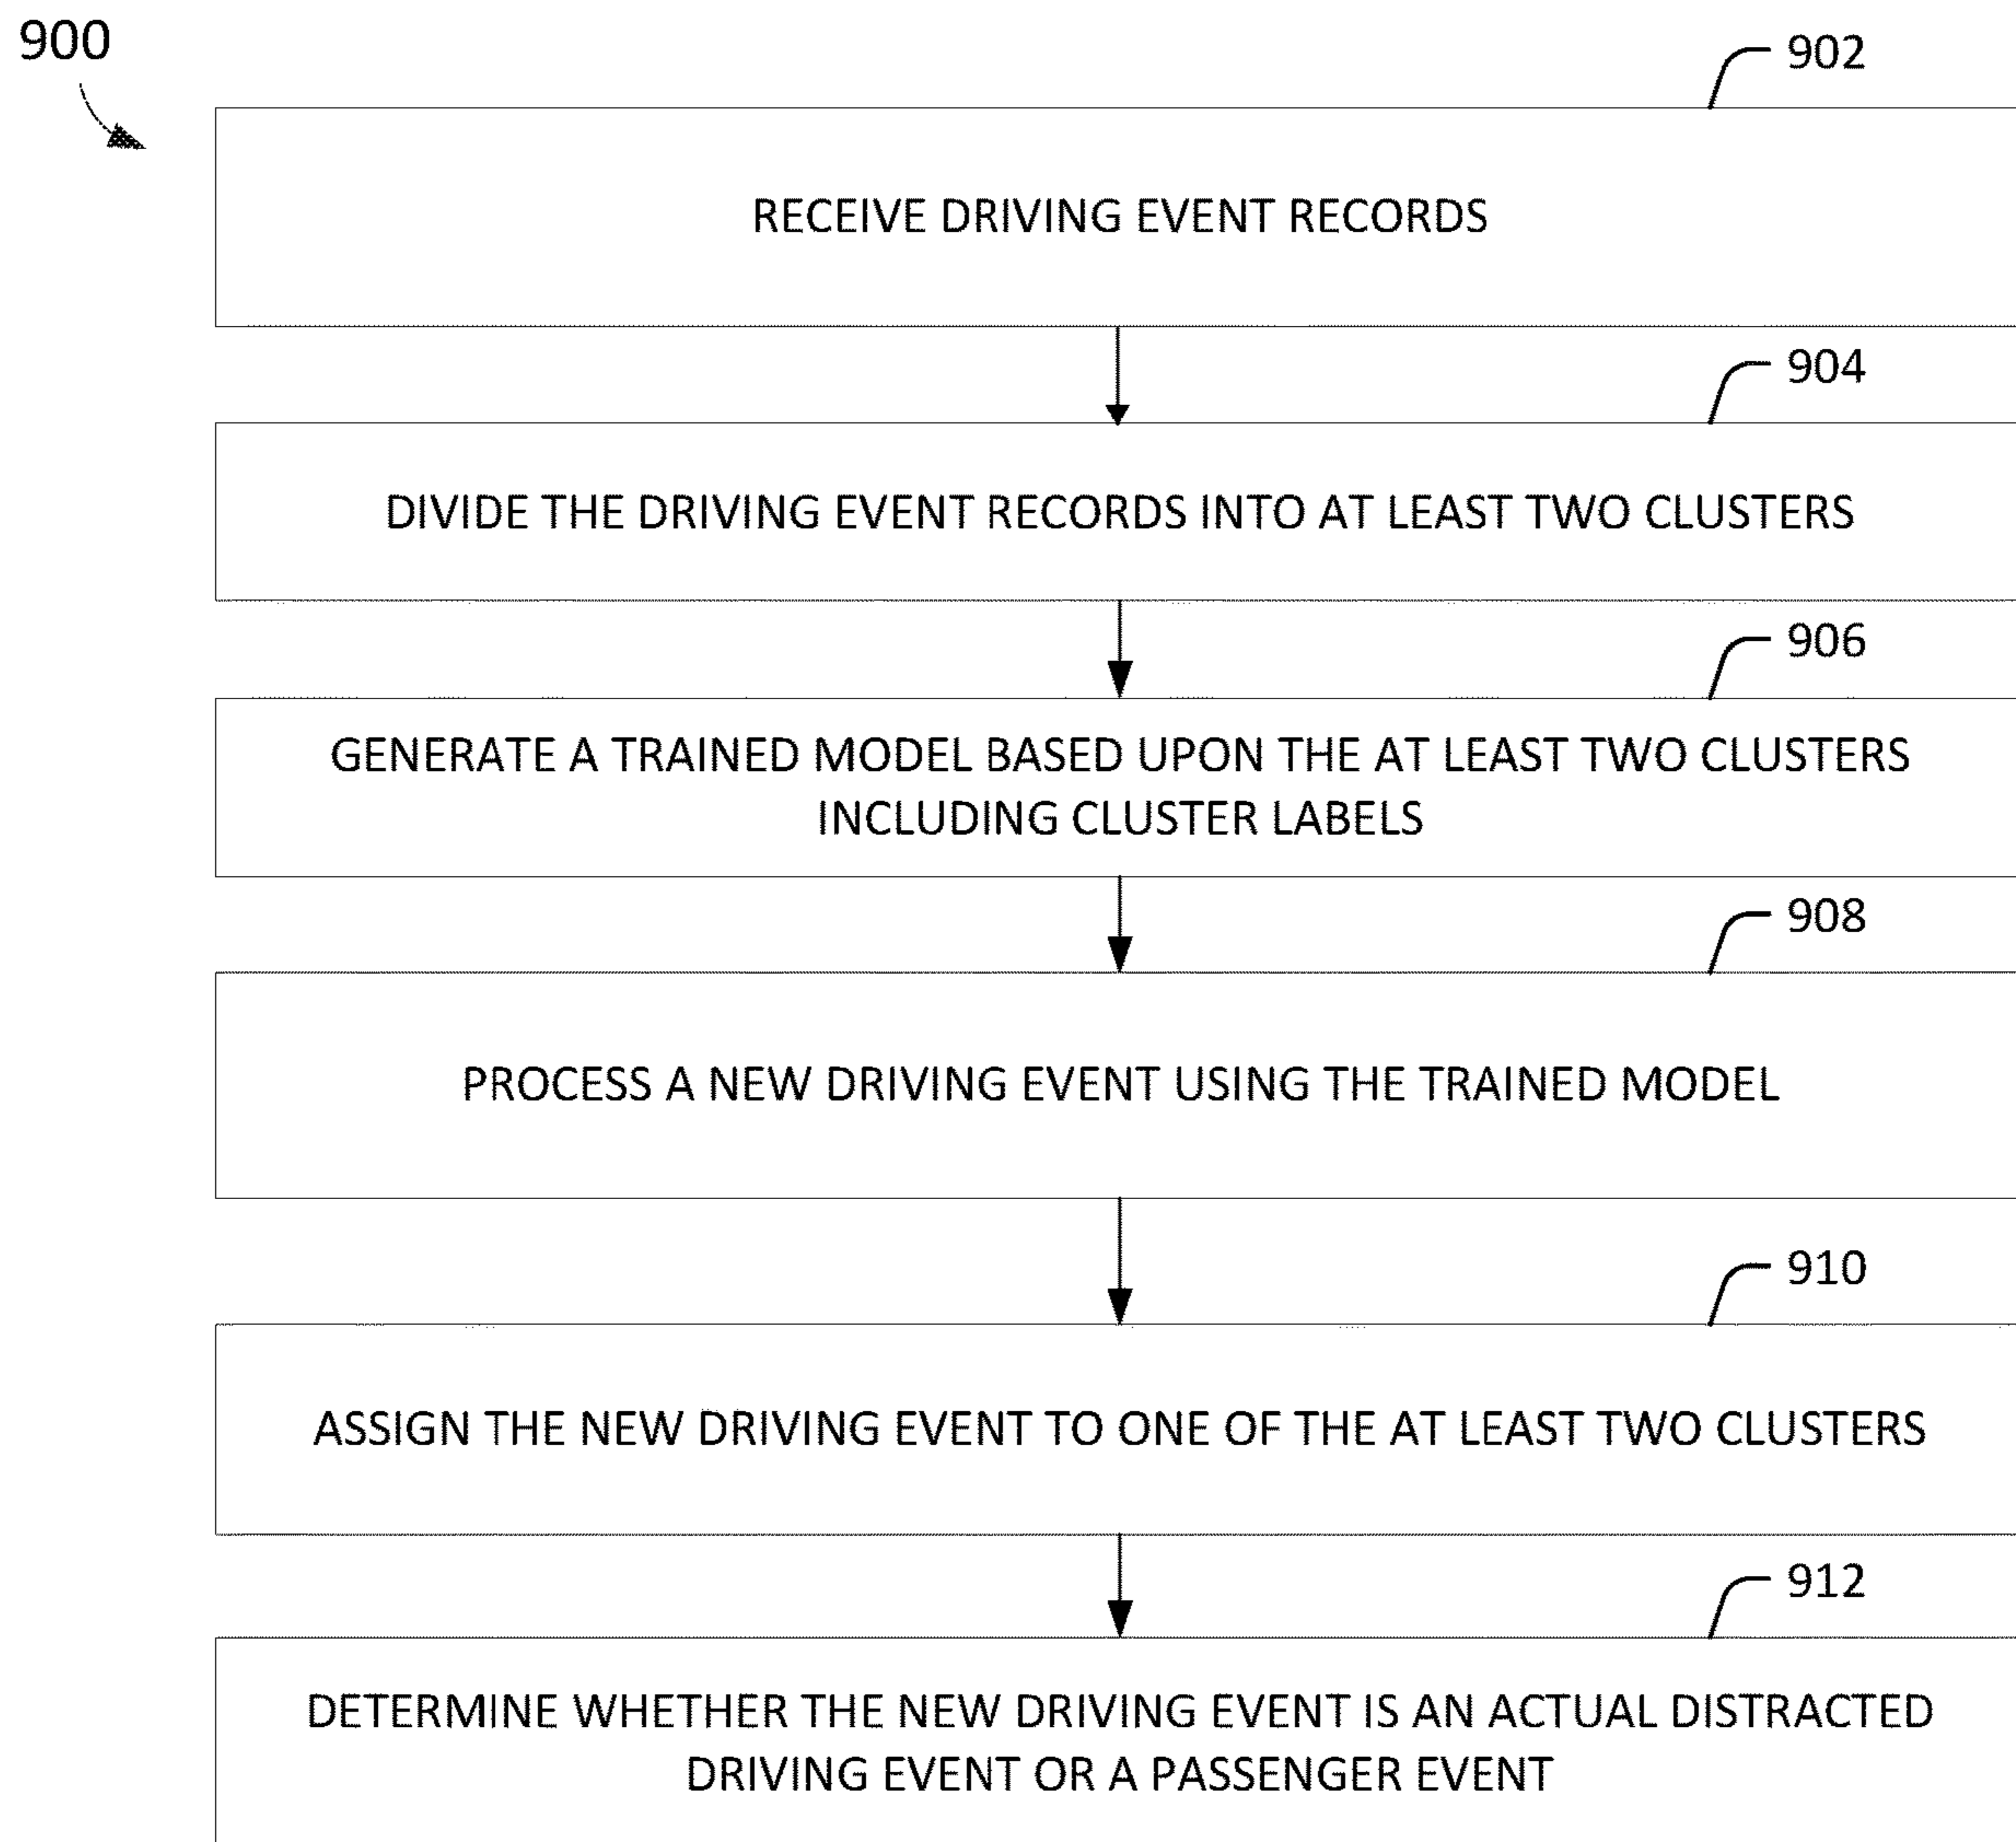 900
902
RECEIVE DRIVING EVENT RECORDS
904
DIVIDE THE DRIVING EVENT RECORDS INTO AT LEAST TWO CLUSTERS
906
GENERATE A TRAINED MODEL BASED UPON THE AT LEAST TWO CLUSTERS
INCLUDING CLUSTER LABELS
908
PROCESS A NEW DRIVING EVENT USING THE TRAINED MODEL
910
ASSIGN THE NEW DRIVING EVENT TO ONE OF THE AT LEAST TWO CLUSTERS
912
DETERMINE WHETHER THE NEW DRIVING EVENT IS AN ACTUAL DISTRACTED
DRIVING EVENT OR A PASSENGER EVENT